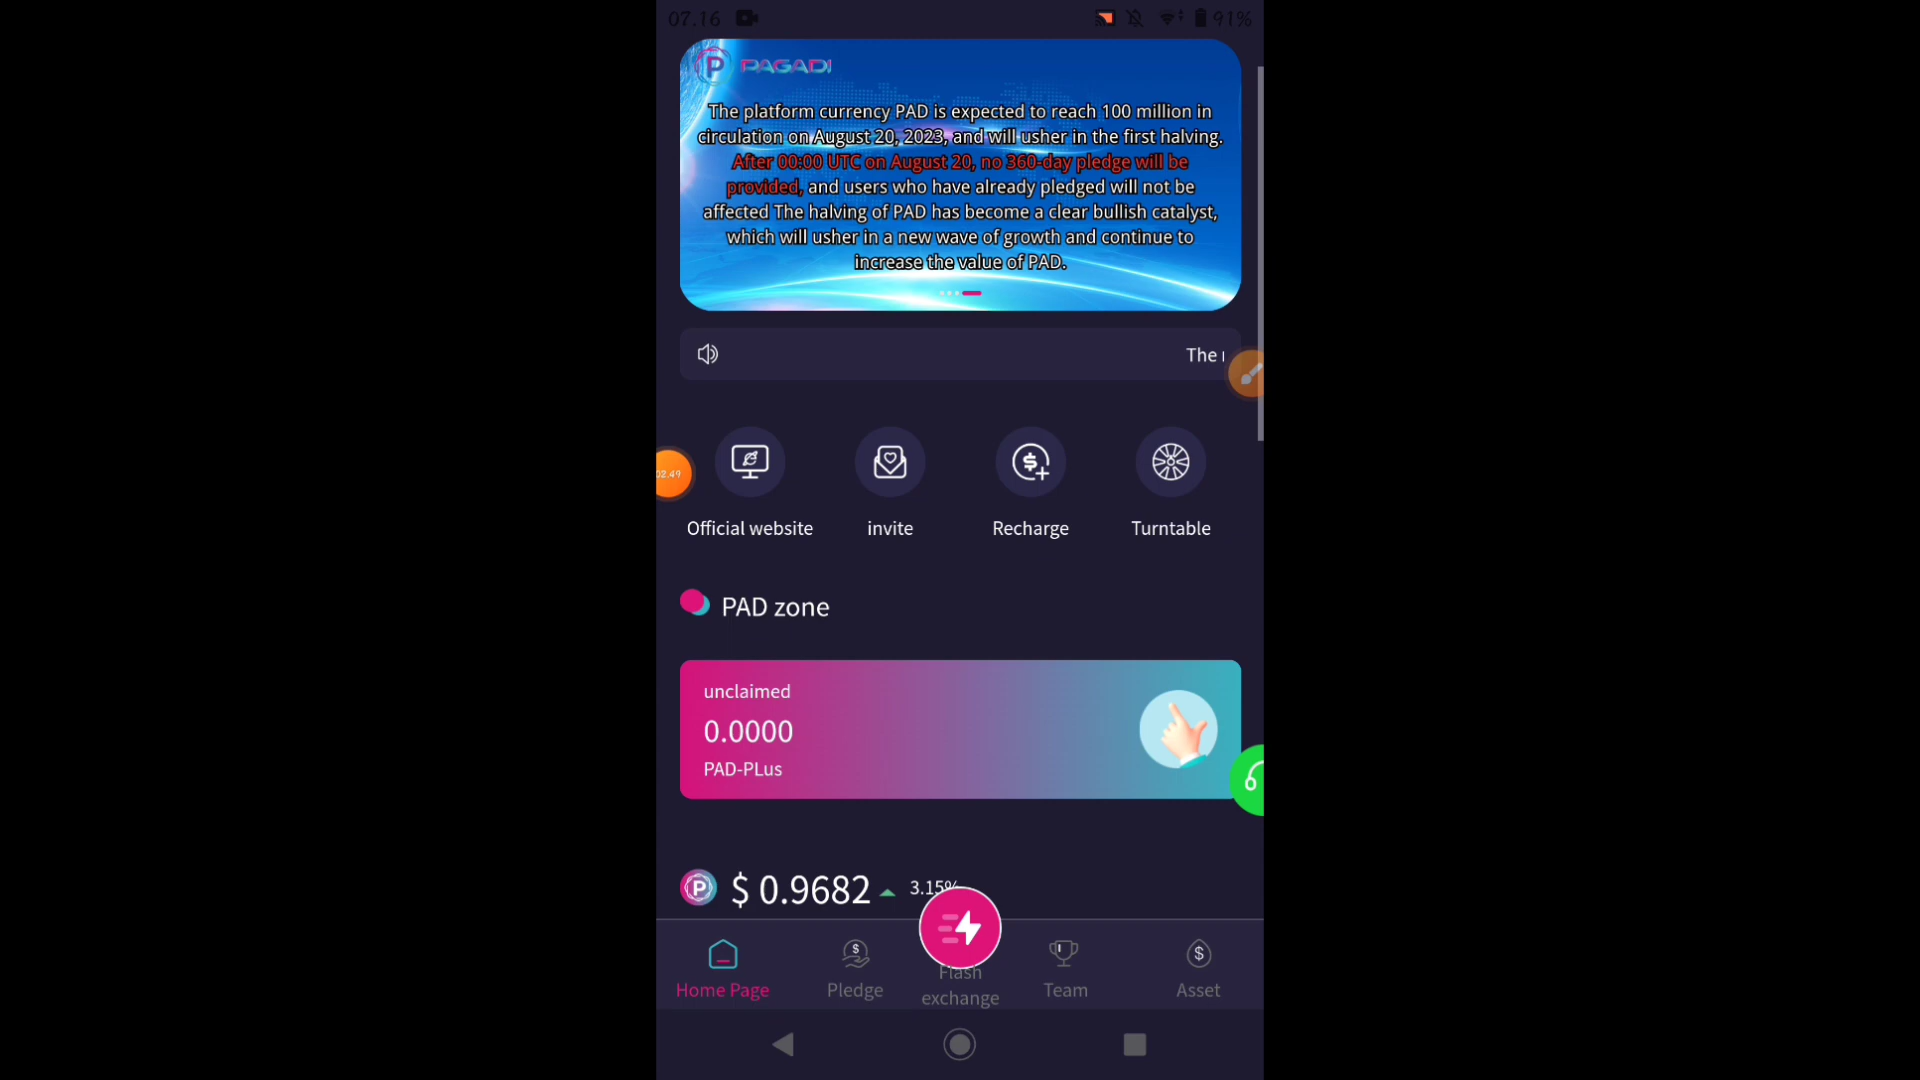 07.16
91%
PAGADI
The platform currency PAD is expected to reach 100 million in
circulation on August 20, 2023, and will usher in the first halving.
After 00:00 UTC on August 20, no 360-day pledge will be
provided, and users who have already pledged will not be
affected The halving of PAD has become a clear bullish catalyst,
which will usher in a new wave of growth and continue to
increase the value of PAD.
The
02.49
Official website
invite
Recharge
Turntable
PAD zone
unclaimed
0.0000
PAD-PLus
$ 0.9682
3.15%
Home Page
Pledge
Flash
exchange
Team
Asset